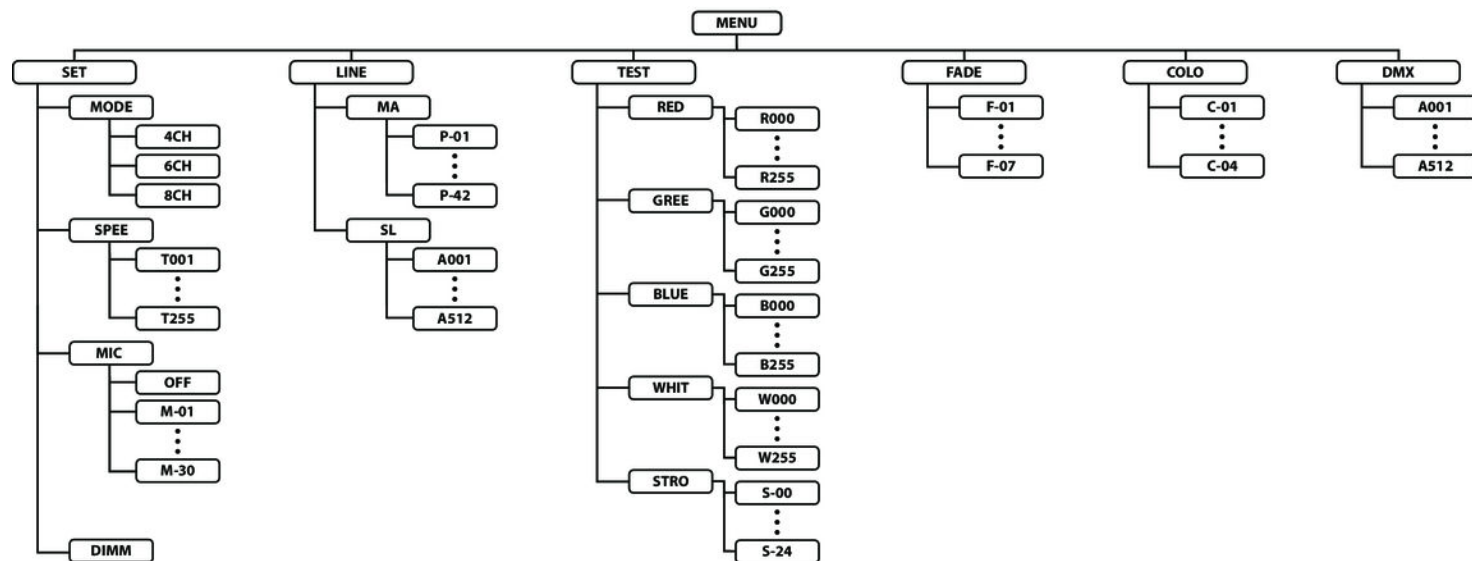 MENU
SET
MODE
4CH
6CH
8CH
SPEE
T001
T255
MIC
OFF
M-01
M-30
DIMM
LINE
MA
P-01
P-42
SL
A001
A512
TEST
RED
R000
R255
GREE
G000
G255
BLUE
B000
B255
WHIT
W000
W255
STRO
S-00
S-24
FADE
F-01
F-07
COLO
C-01
C-04
DMX
A001
A512